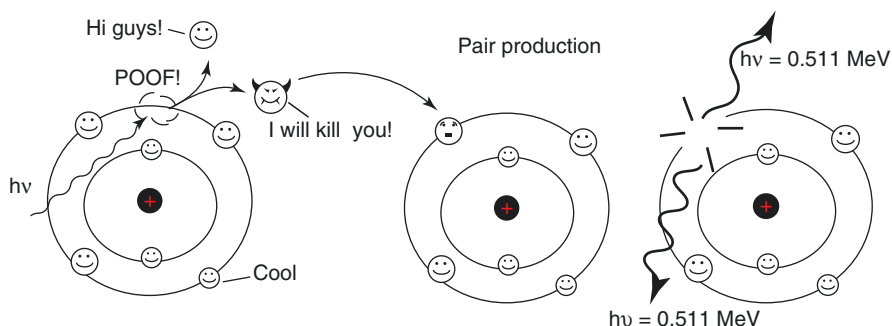 Hi guys!
POOF!
I will kill you!
hν
+
Cool
Pair production
+
hν = 0.511 MeV
+
hυ = 0.511 MeV